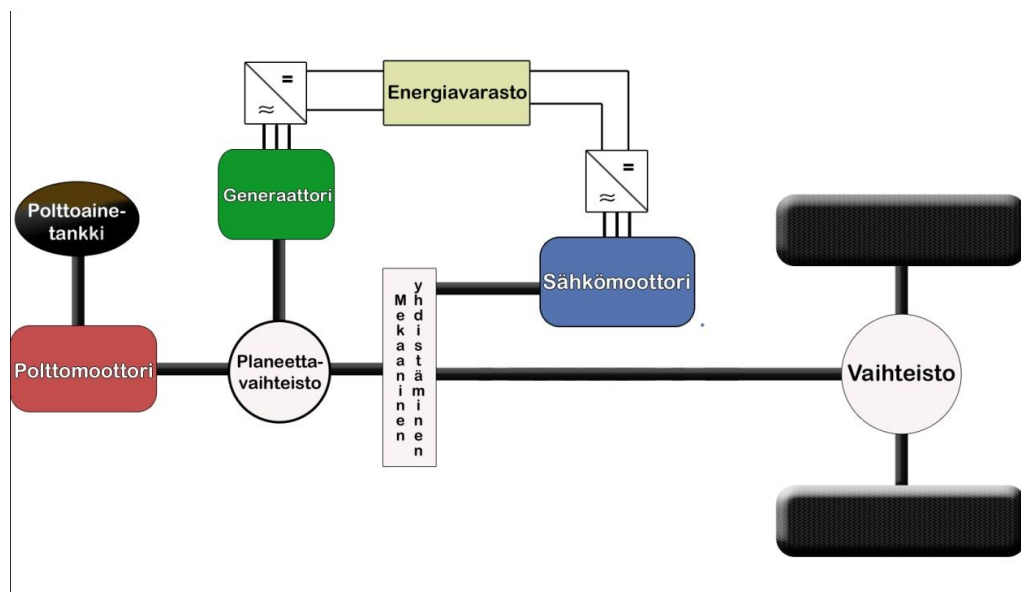 =
≈
Energiavarasto
=
≈
Generaattori
Polttoaine-
tankki
Sähkömoottori
Polttomoottori
Planeetta-
vaihteisto
Mekaaninen
yhdistäminen
Vaihteisto